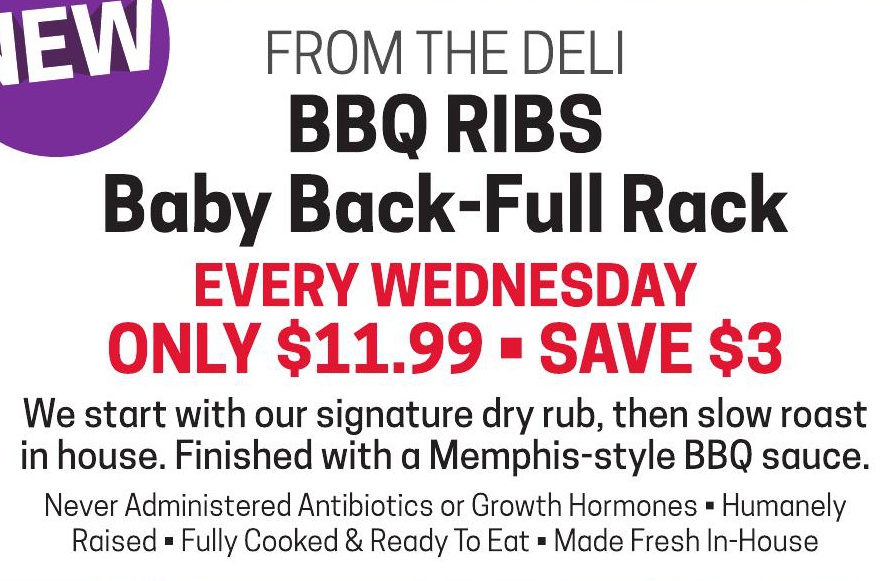 NEW
FROM THE DELI
BBQ RIBS
Baby Back-Full Rack
EVERY WEDNESDAY
ONLY $11.99 ▪ SAVE $3
We start with our signature dry rub, then slow roast
in house. Finished with a Memphis-style BBQ sauce.
Never Administered Antibiotics or Growth Hormones ▪ Humanely
Raised ▪ Fully Cooked & Ready To Eat ▪ Made Fresh In-House